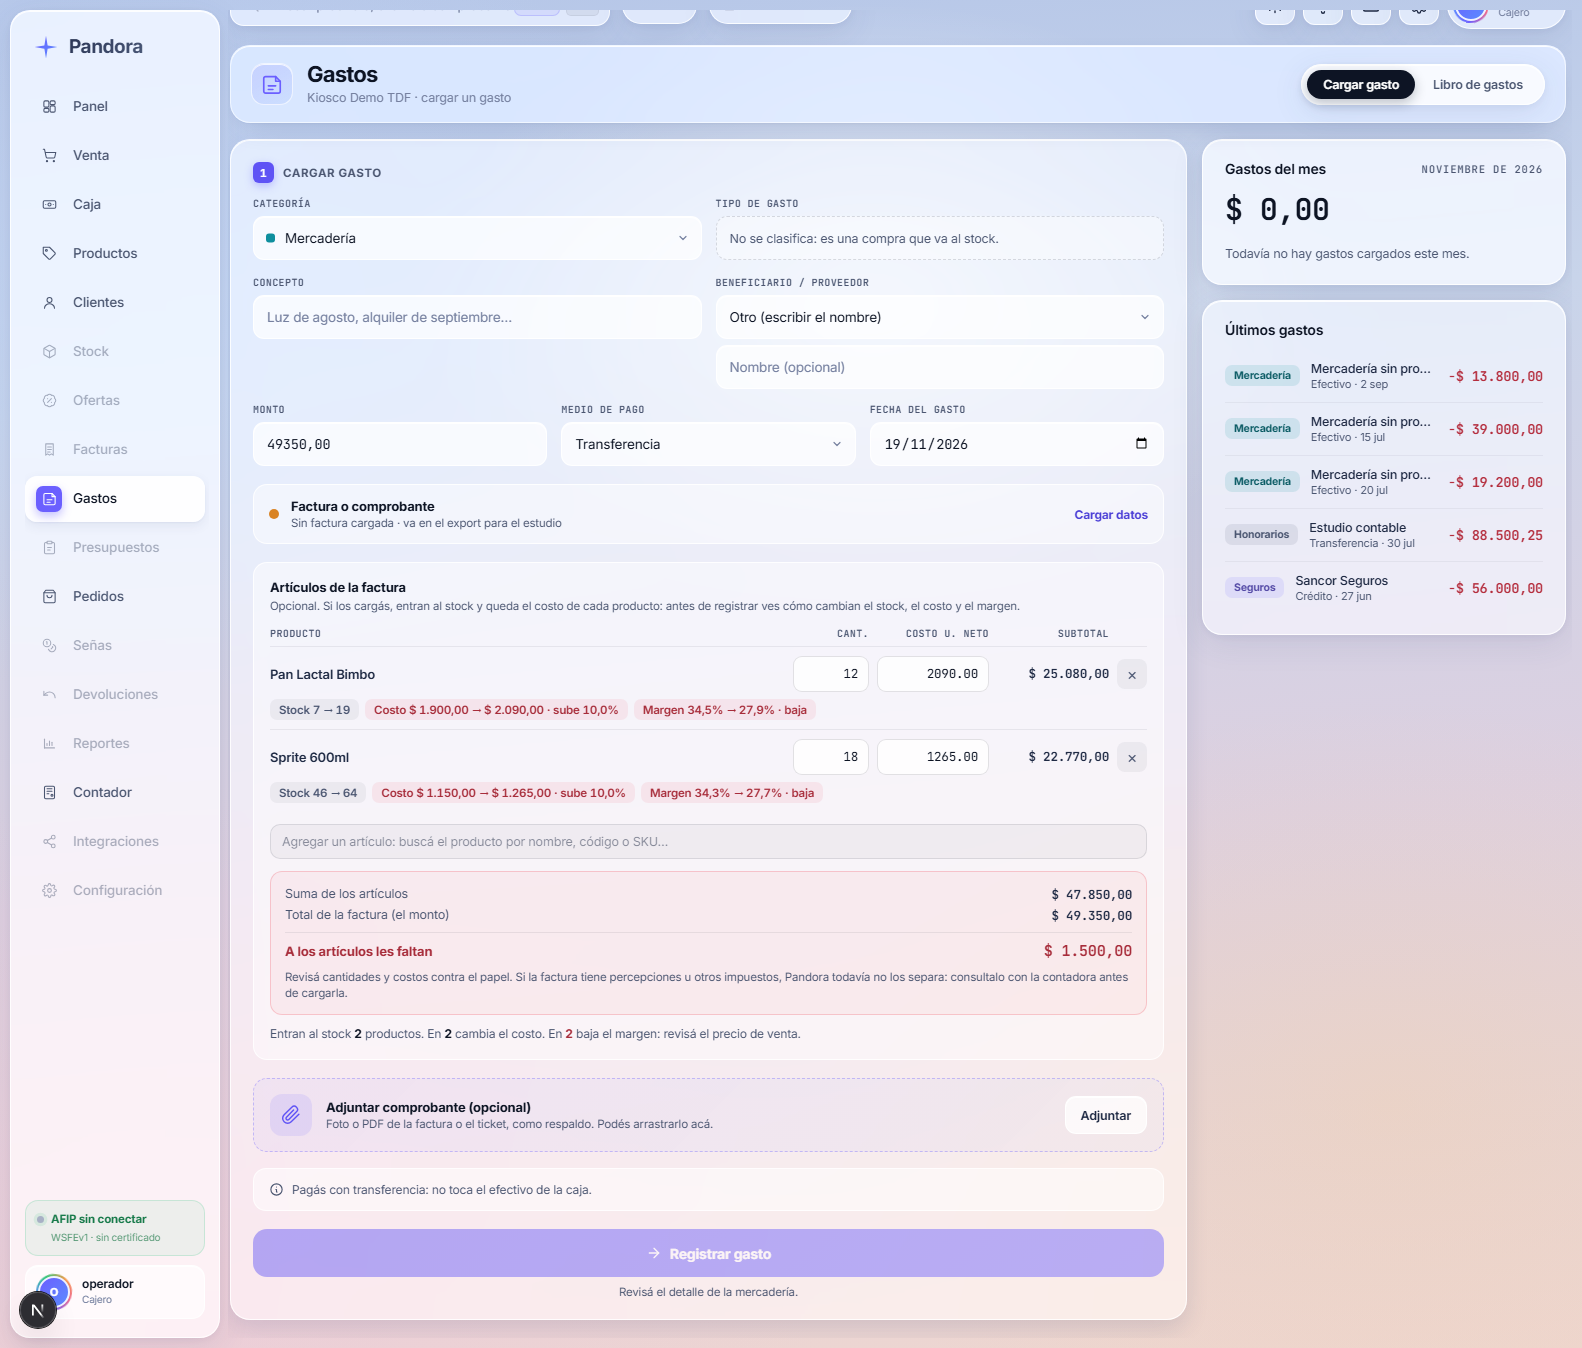 Pandora
Panel
Venta
Caja
Productos
Clientes
Stock
Ofertas
Facturas
Gastos
Presupuestos
Pedidos
Señas
Devoluciones
Reportes
Contador
Integraciones
Configuración
AFIP sin conectar
WSFEv1 · sin certificado
O
operador
Cajero
N
Cajero
Gastos
Kiosco Demo TDF · cargar un gasto
Cargar gasto
Libro de gastos
1 CARGAR GASTO
CATEGORÍA
TIPO DE GASTO
Mercadería
No se clasifica: es una compra que va al stock.
CONCEPTO
BENEFICIARIO / PROVEEDOR
Luz de agosto, alquiler de septiembre...
Otro (escribir el nombre)
Nombre (opcional)
MONTO
MEDIO DE PAGO
FECHA DEL GASTO
49350,00
Transferencia
19/11/2026
Factura o comprobante
Sin factura cargada · va en el export para el estudio
Cargar datos
Artículos de la factura
Opcional. Si los cargás, entran al stock y queda el costo de cada producto: antes de registrar ves cómo cambian el stock, el costo y el margen.
PRODUCTO CANT. COSTO U. NETO SUBTOTAL
Pan Lactal Bimbo 12 2090.00 $ 25.080,00 ×
Stock 7 → 19 Costo $ 1.900,00 → $ 2.090,00 · sube 10,0% Margen 34,5% → 27,9% · baja
Sprite 600ml 18 1265.00 $ 22.770,00 ×
Stock 46 → 64 Costo $ 1.150,00 → $ 1.265,00 · sube 10,0% Margen 34,3% → 27,7% · baja
Agregar un artículo: buscá el producto por nombre, código o SKU...
Suma de los artículos $ 47.850,00
Total de la factura (el monto) $ 49.350,00
A los artículos les faltan $ 1.500,00
Revisá cantidades y costos contra el papel. Si la factura tiene percepciones u otros impuestos, Pandora todavía no los separa: consultalo con la contadora antes
de cargarla.
Entran al stock 2 productos. En 2 cambia el costo. En 2 baja el margen: revisá el precio de venta.
Adjuntar comprobante (opcional)
Foto o PDF de la factura o el ticket, como respaldo. Podés arrastrarlo acá.
Adjuntar
Pagás con transferencia: no toca el efectivo de la caja.
→ Registrar gasto
Revisá el detalle de la mercadería.
Gastos del mes NOVIEMBRE DE 2026
$ 0,00
Todavía no hay gastos cargados este mes.
Últimos gastos
Mercadería Mercadería sin pro... -$ 13.800,00
Efectivo · 2 sep
Mercadería Mercadería sin pro... -$ 39.000,00
Efectivo · 15 jul
Mercadería Mercadería sin pro... -$ 19.200,00
Efectivo · 20 jul
Honorarios Estudio contable -$ 88.500,25
Transferencia · 30 jul
Seguros Sancor Seguros -$ 56.000,00
Crédito · 27 jun